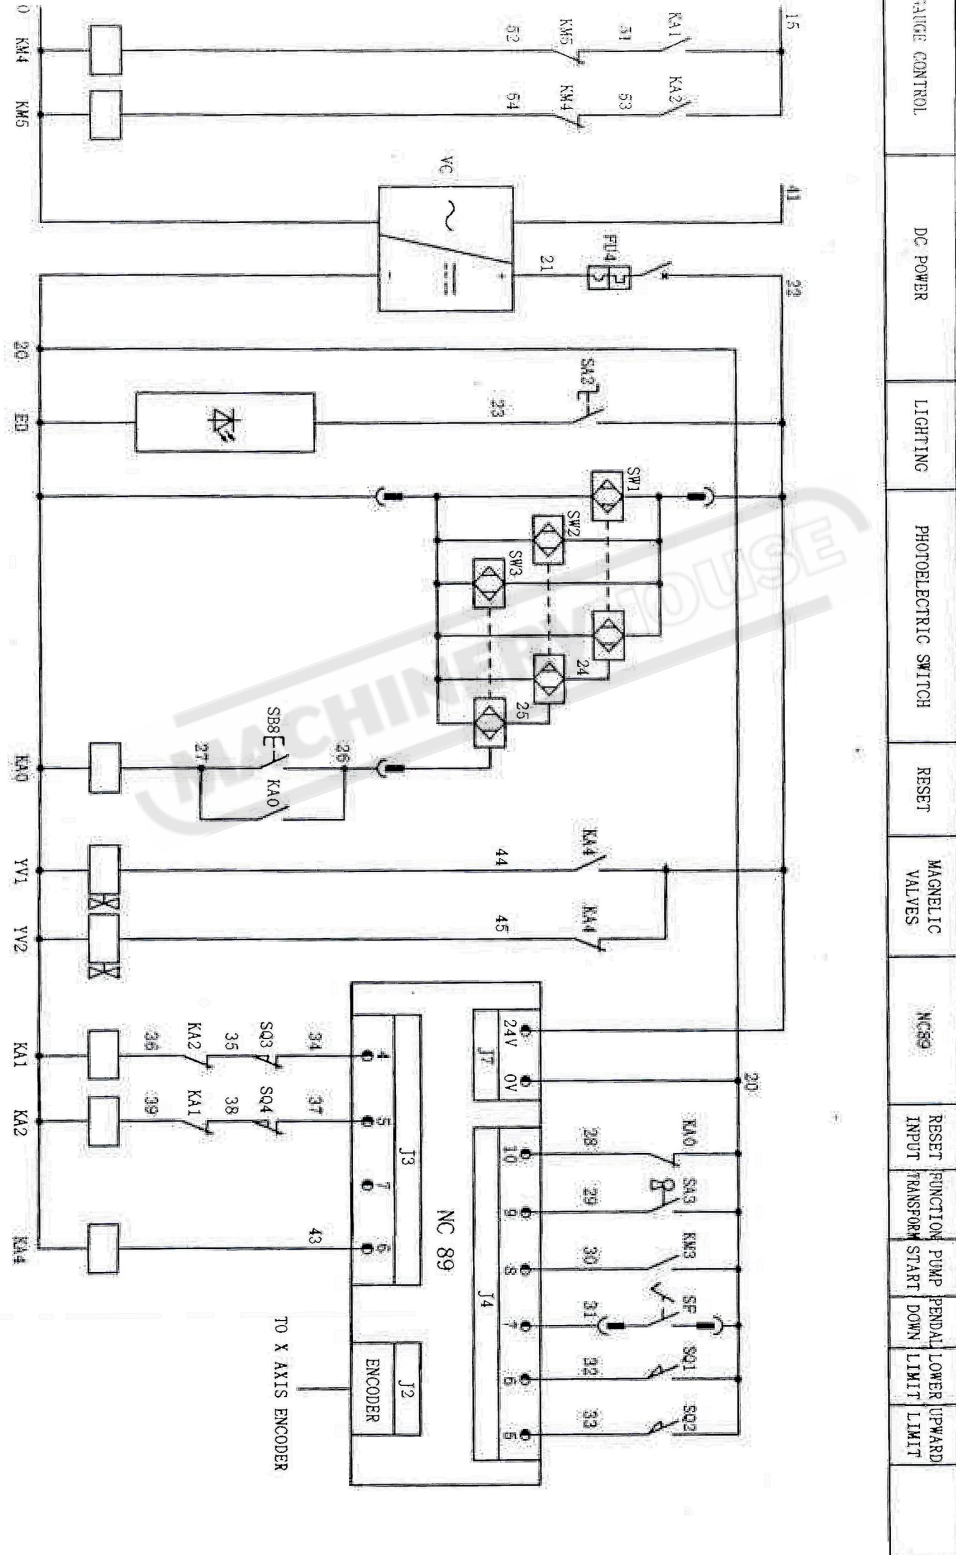 GAUGE CONTROL
DC POWER
LIGHTING
PHOTOELECTRIC SWITCH
RESET
MAGNELIC
VALVES
NC89
RESET
INPUT
FUNCTION
TRANSFORM
PUMP
START
PENDAL
DOWN
LOWER
LIMIT
UPWARD
LIMIT
15
41
22
20
KA1
51
KM5
52
KM4
KA2
53
KM4
54
KM5
VC
+
-
21
FU4
20
SA2
23
ED
SW1
SW2
SW3
24
25
26
SB8
KA0
27
KA0
KA4
44
YV1
KA4
45
YV2
24V
0V
J7
34
SQ3
35
KA2
36
KA1
37
SQ4
38
KA1
39
KA2
43
KA4
4
5
7
6
J3
NC 89
J4
10
9
8
7
6
5
KA0
28
SA3
29
KM3
30
SF
31
SQ1
32
SQ2
33
J2
ENCODER
TO X AXIS ENCODER
MACHINERYHOUSE